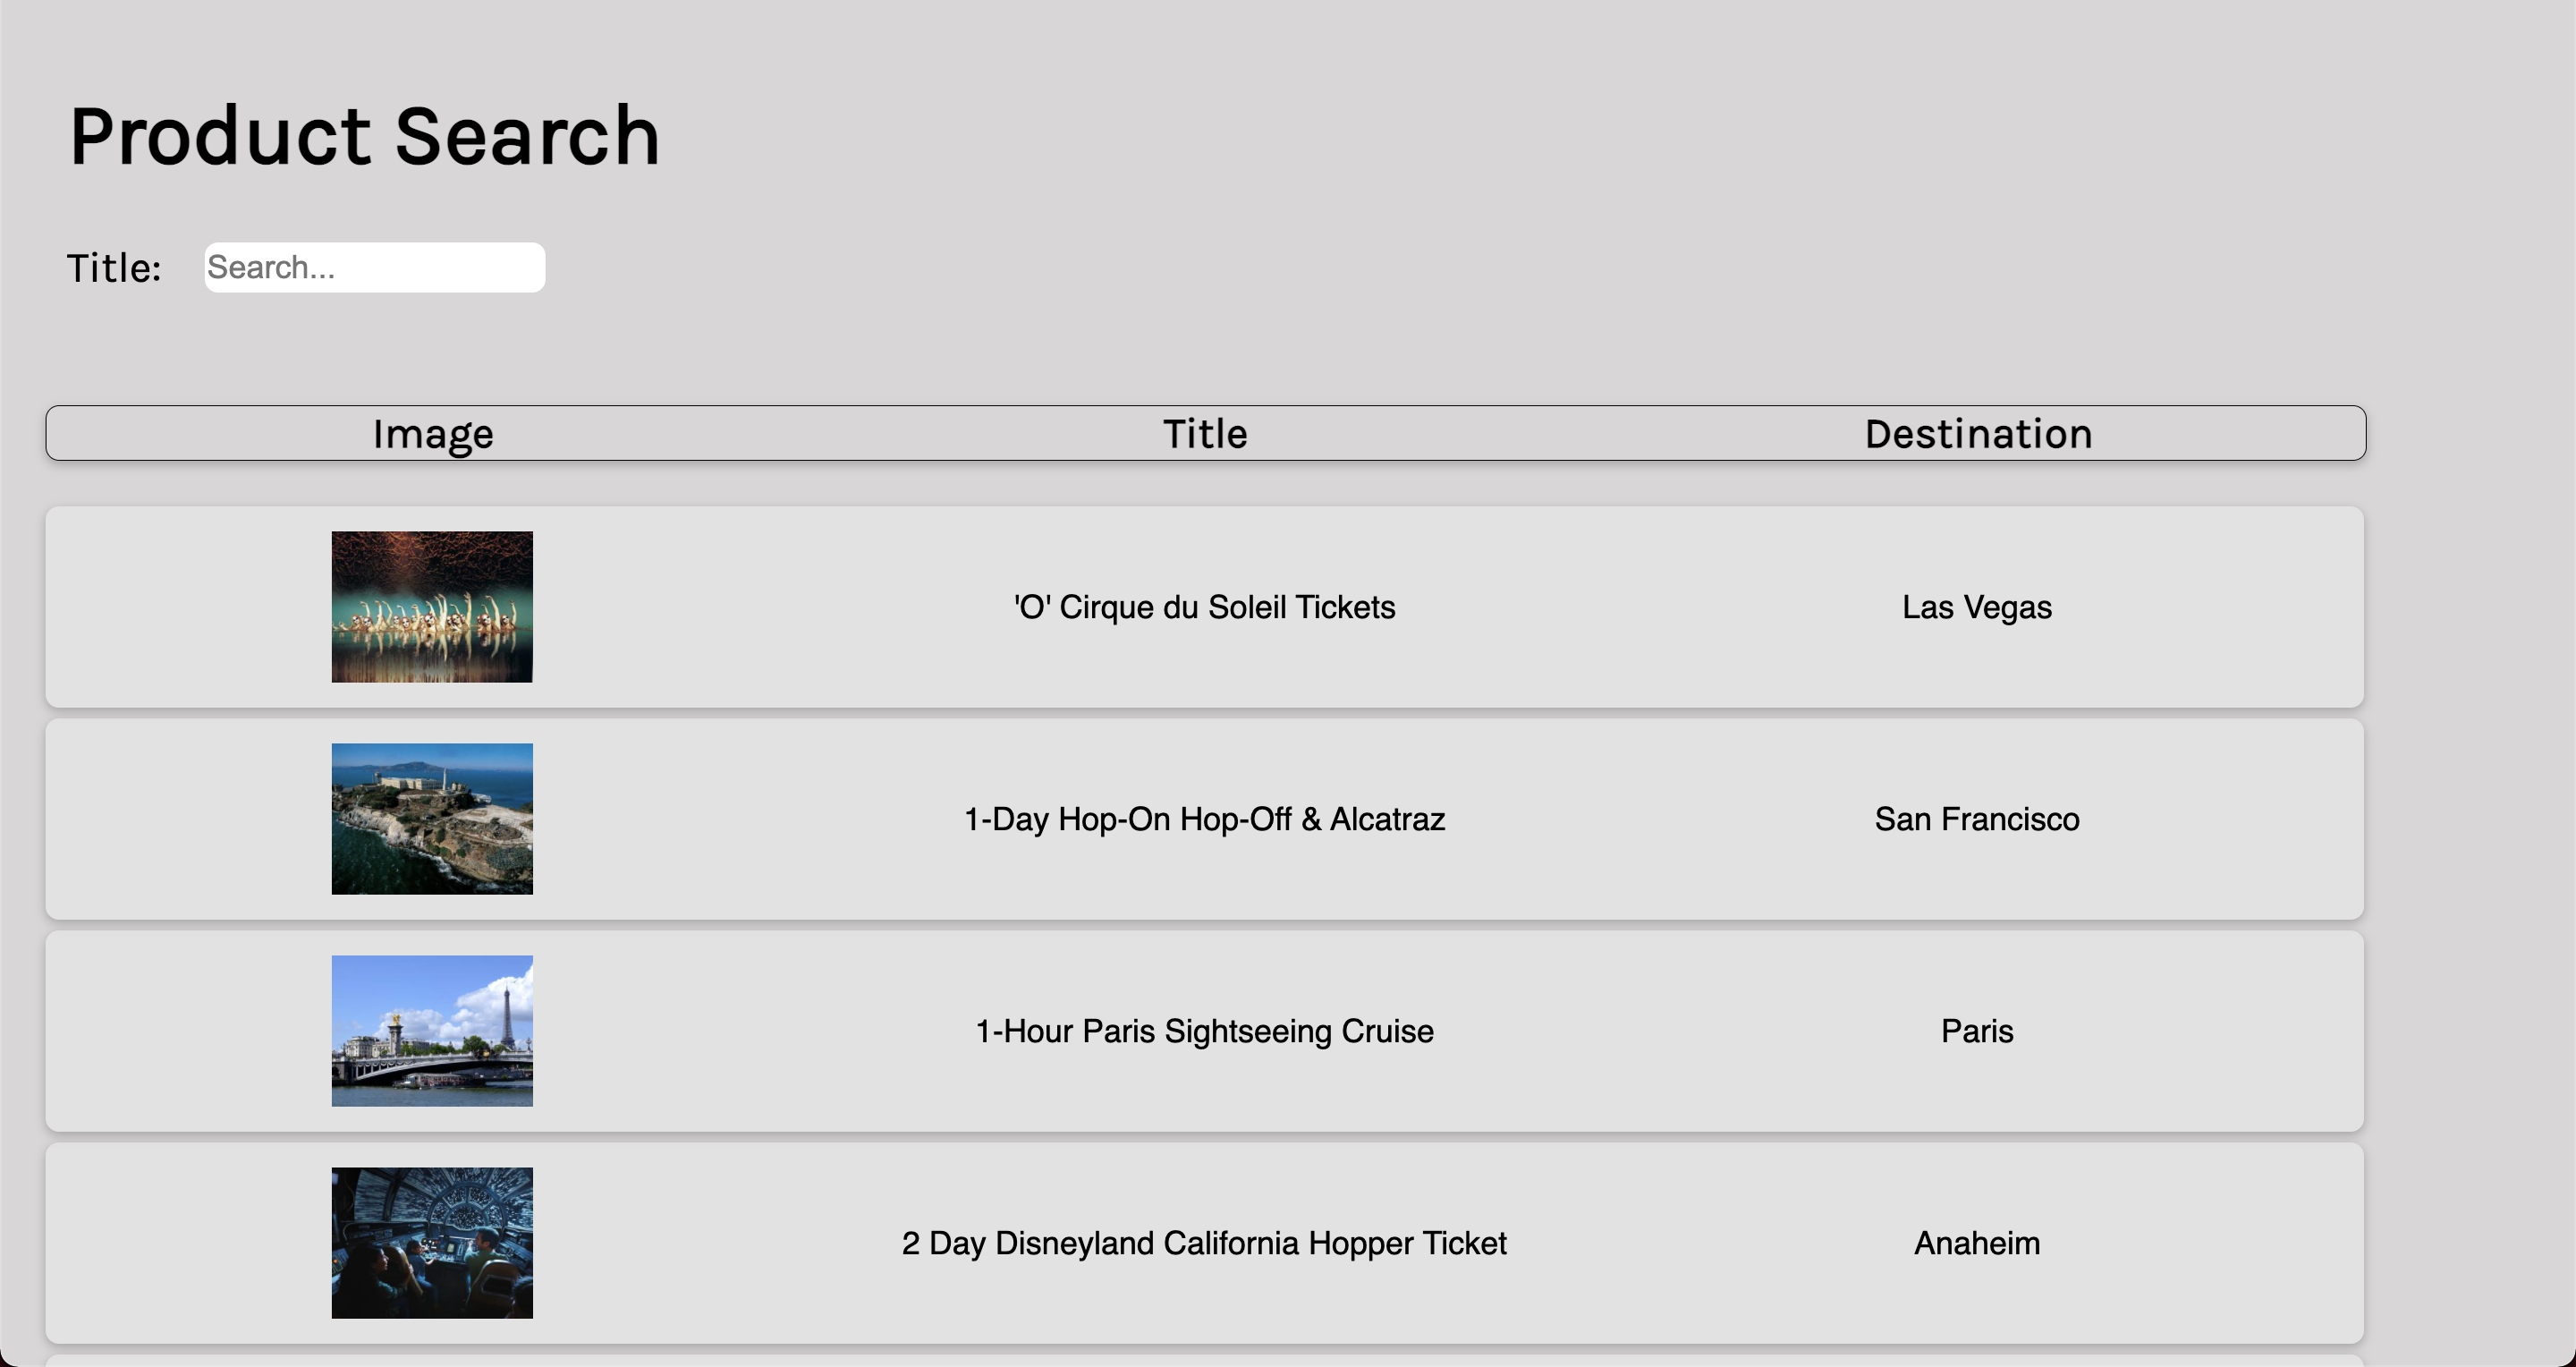 Product Search
Title: Search...
Image Title Destination
'O' Cirque du Soleil Tickets Las Vegas
1-Day Hop-On Hop-Off & Alcatraz San Francisco
1-Hour Paris Sightseeing Cruise Paris
2 Day Disneyland California Hopper Ticket Anaheim